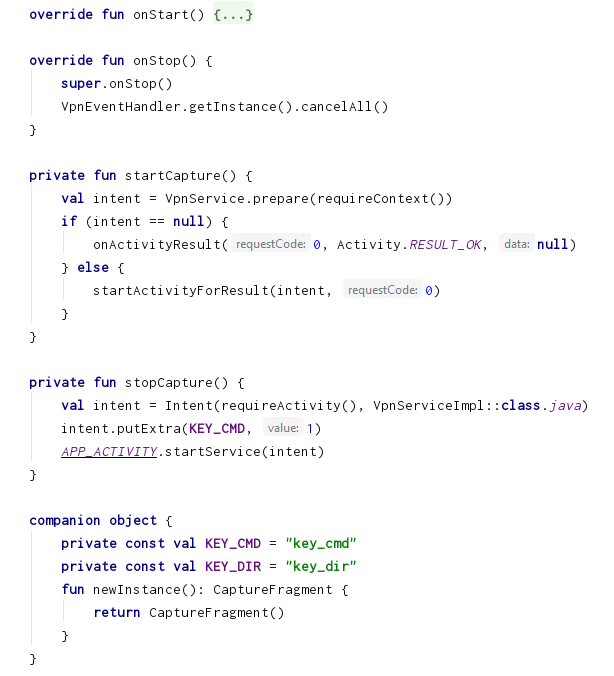 override fun onStart() {...}
override fun onStop() {
super.onStop()
VpnEventHandler.getInstance().cancelAll()
}
private fun startCapture() {
val intent = VpnService.prepare(requireContext())
if (intent == null) {
onActivityResult( requestCode: 0, Activity.RESULT_OK, data: null)
} else {
startActivityForResult(intent, requestCode: 0)
}
}
private fun stopCapture() {
val intent = Intent(requireActivity(), VpnServiceImpl::class.java)
intent.putExtra(KEY_CMD, value: 1)
APP_ACTIVITY.startService(intent)
}
companion object {
private const val KEY_CMD = "key_cmd"
private const val KEY_DIR = "key_dir"
fun newInstance(): CaptureFragment {
return CaptureFragment()
}
}